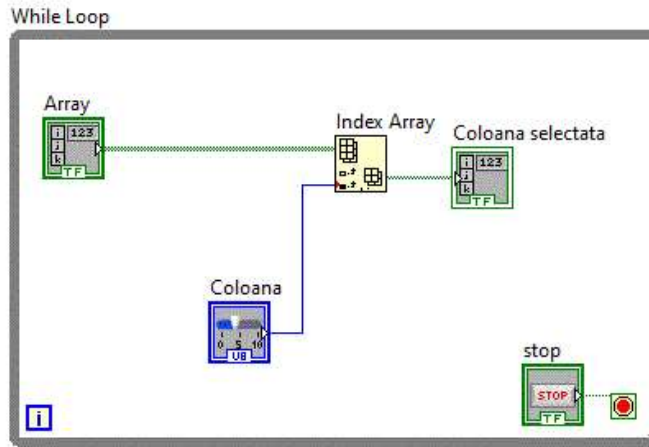 While Loop
Array
i 123
j
k
TF
Index Array
Coloana selectata
i 123
j
k
TF
Coloana
0 5 10
U8
stop
STOP
TF
i